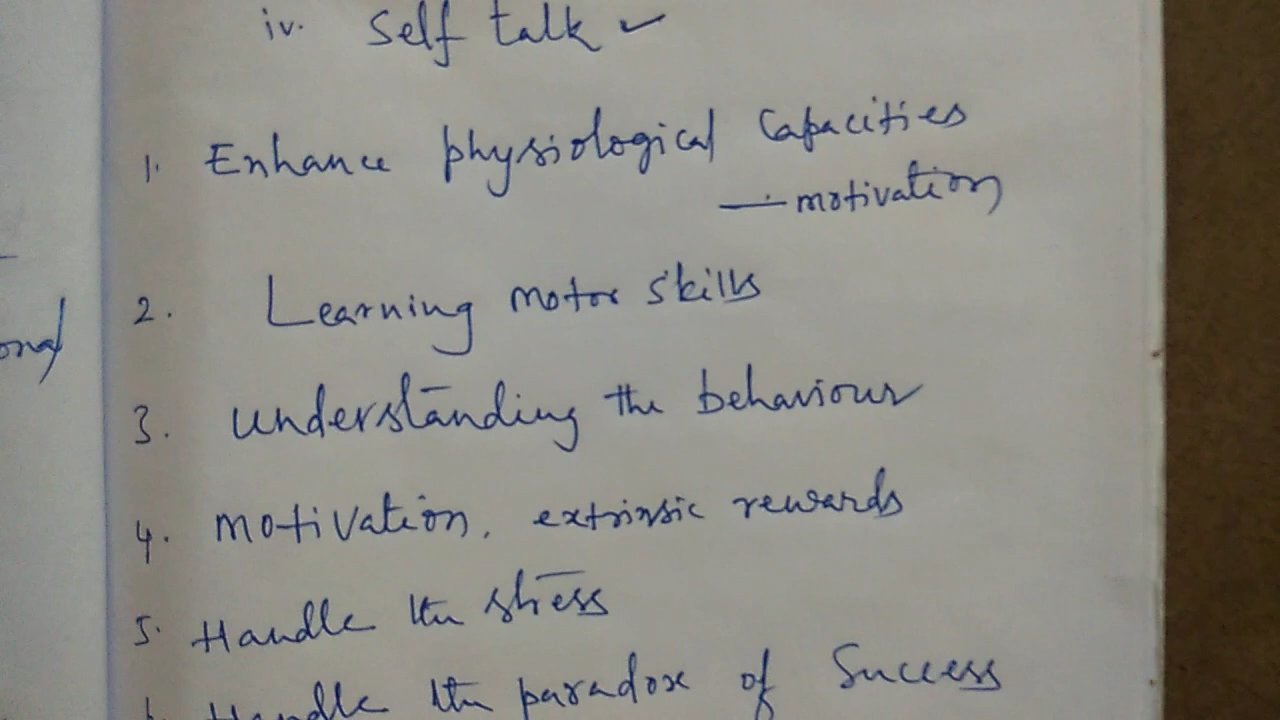 iv. Self talk ✓
1. Enhance physiological Capacities
— motivation
2. Learning motor skills
3. understanding the behaviour
4. motivation, extrinsic rewards
5. Handle the stress
Handle the paradox of Success